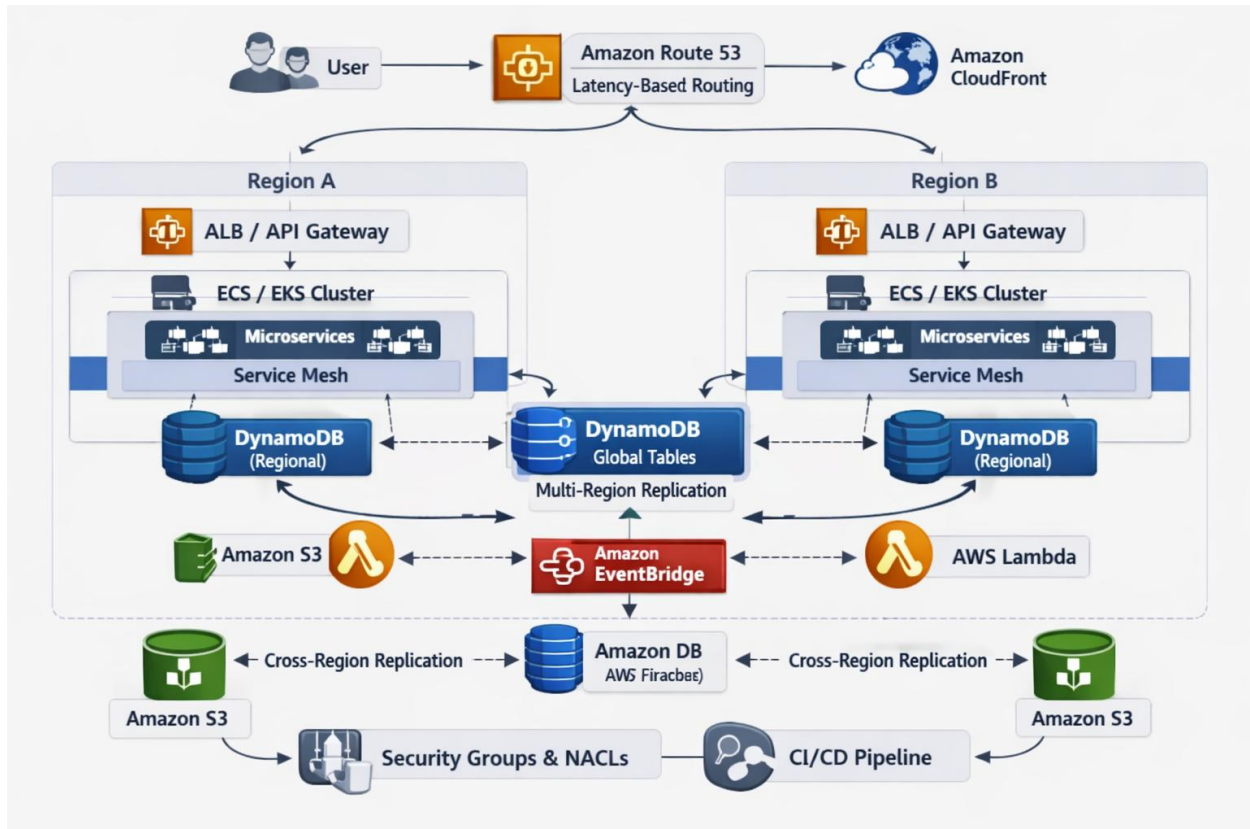 User
Amazon Route 53
Latency-Based Routing
Amazon
CloudFront
Region A
Region B
ALB / API Gateway
ALB / API Gateway
ECS / EKS Cluster
ECS / EKS Cluster
Microservices
Microservices
Service Mesh
Service Mesh
DynamoDB
(Regional)
DynamoDB
Global Tables
DynamoDB
(Regional)
Multi-Region Replication
Amazon S3
Amazon
EventBridge
AWS Lambda
Cross-Region Replication
Amazon DB
AWS
Cross-Region Replication
Amazon S3
Amazon S3
Security Groups & NACLs
CI/CD Pipeline